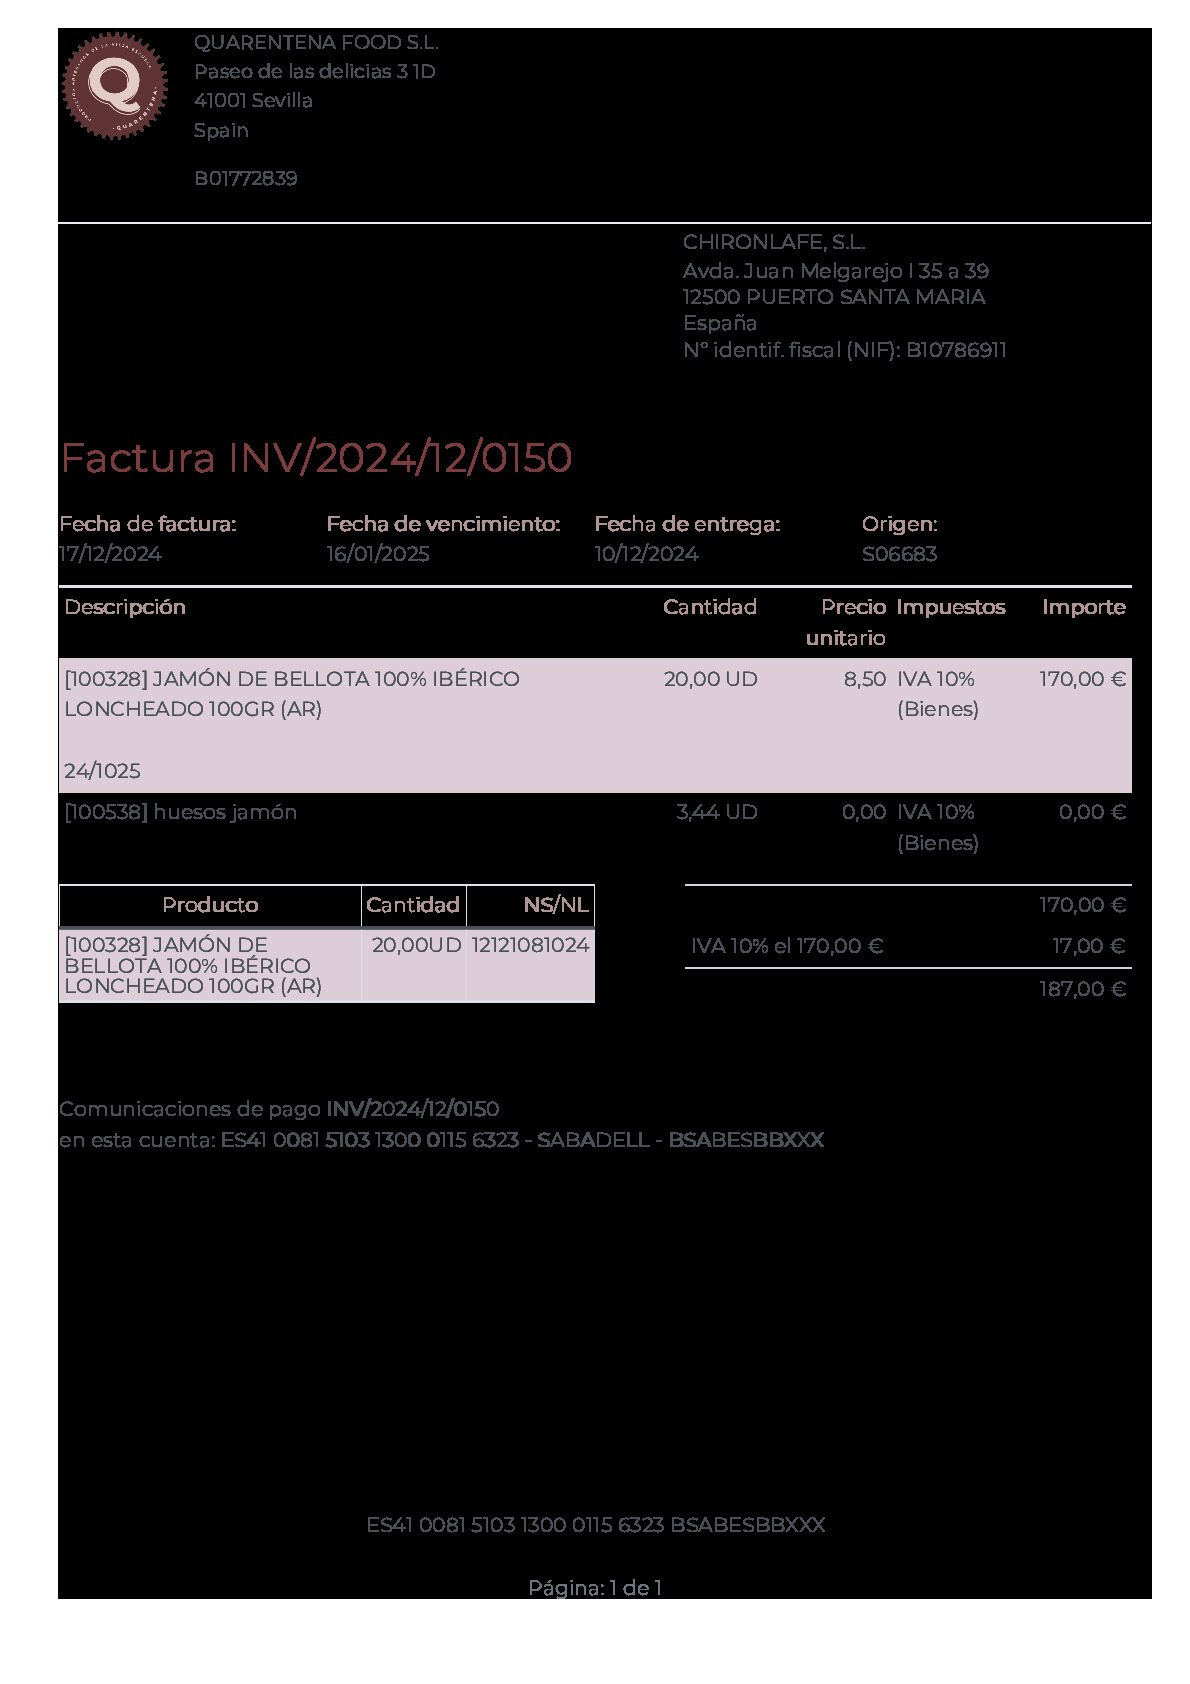 QUARENTENA FOOD S.L.
Paseo de las delicias 3 1D
41001 Sevilla
Spain
B01772839
CHIRONLAFE, S.L.
Avda. Juan Melgarejo I 35 a 39
12500 PUERTO SANTA MARIA
España
Nº identif. fiscal (NIF): B10786911
Factura INV/2024/12/0150
Fecha de factura: Fecha de vencimiento: Fecha de entrega: Origen:
17/12/2024 16/01/2025 10/12/2024 S06683
Descripción Cantidad Precio Impuestos Importe
unitario
[100328] JAMÓN DE BELLOTA 100% IBÉRICO 20,00 UD 8,50 IVA 10% 170,00 €
LONCHEADO 100GR (AR) (Bienes)
24/1025
[100538] huesos jamón 3,44 UD 0,00 IVA 10% 0,00 €
(Bienes)
Producto Cantidad NS/NL
[100328] JAMÓN DE 20,00UD 12121081024
BELLOTA 100% IBÉRICO
LONCHEADO 100GR (AR)
170,00 €
IVA 10% el 170,00 € 17,00 €
187,00 €
Comunicaciones de pago INV/2024/12/0150
en esta cuenta: ES41 0081 5103 1300 0115 6323 - SABADELL - BSABESBBXXX
ES41 0081 5103 1300 0115 6323 BSABESBBXXX
Página: 1 de 1